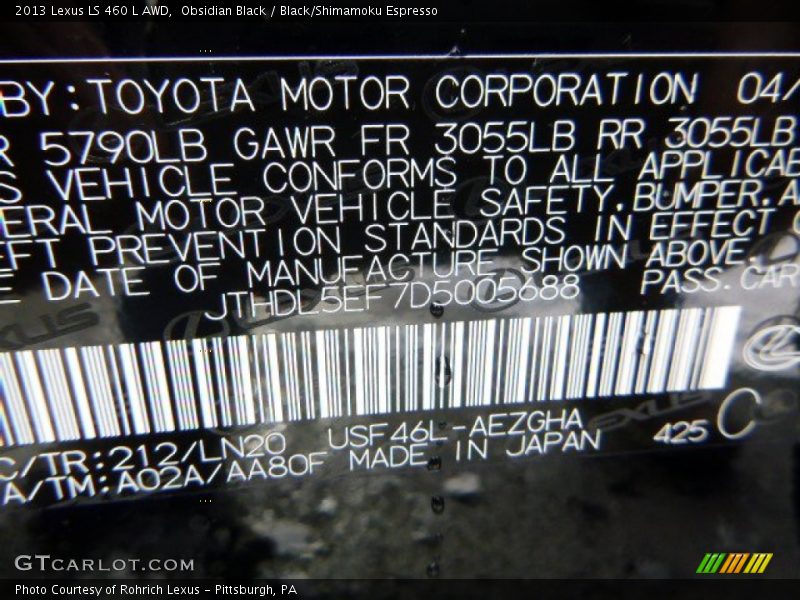 2013 Lexus LS 460 L AWD, Obsidian Black / Black/Shimamoku Espresso
BY: TOYOTA MOTOR CORPORATION 04/
R 5790LB GAWR FR 3055LB RR 3055LB
S VEHICLE CONFORMS TO ALL APPLICAB
ERAL MOTOR VEHICLE SAFETY, BUMPER, A
EFT PREVENTION STANDARDS IN EFFECT O
E DATE OF MANUFACTURE SHOWN ABOVE.
JTHDL5EF7D5005688 PASS. CAR
C/TR: 212/LN20 USF46L-AEZGHA
A/TM: A02A/AA80F MADE IN JAPAN 425 C
GTCARLOT.COM
Photo Courtesy of Rohrich Lexus - Pittsburgh, PA